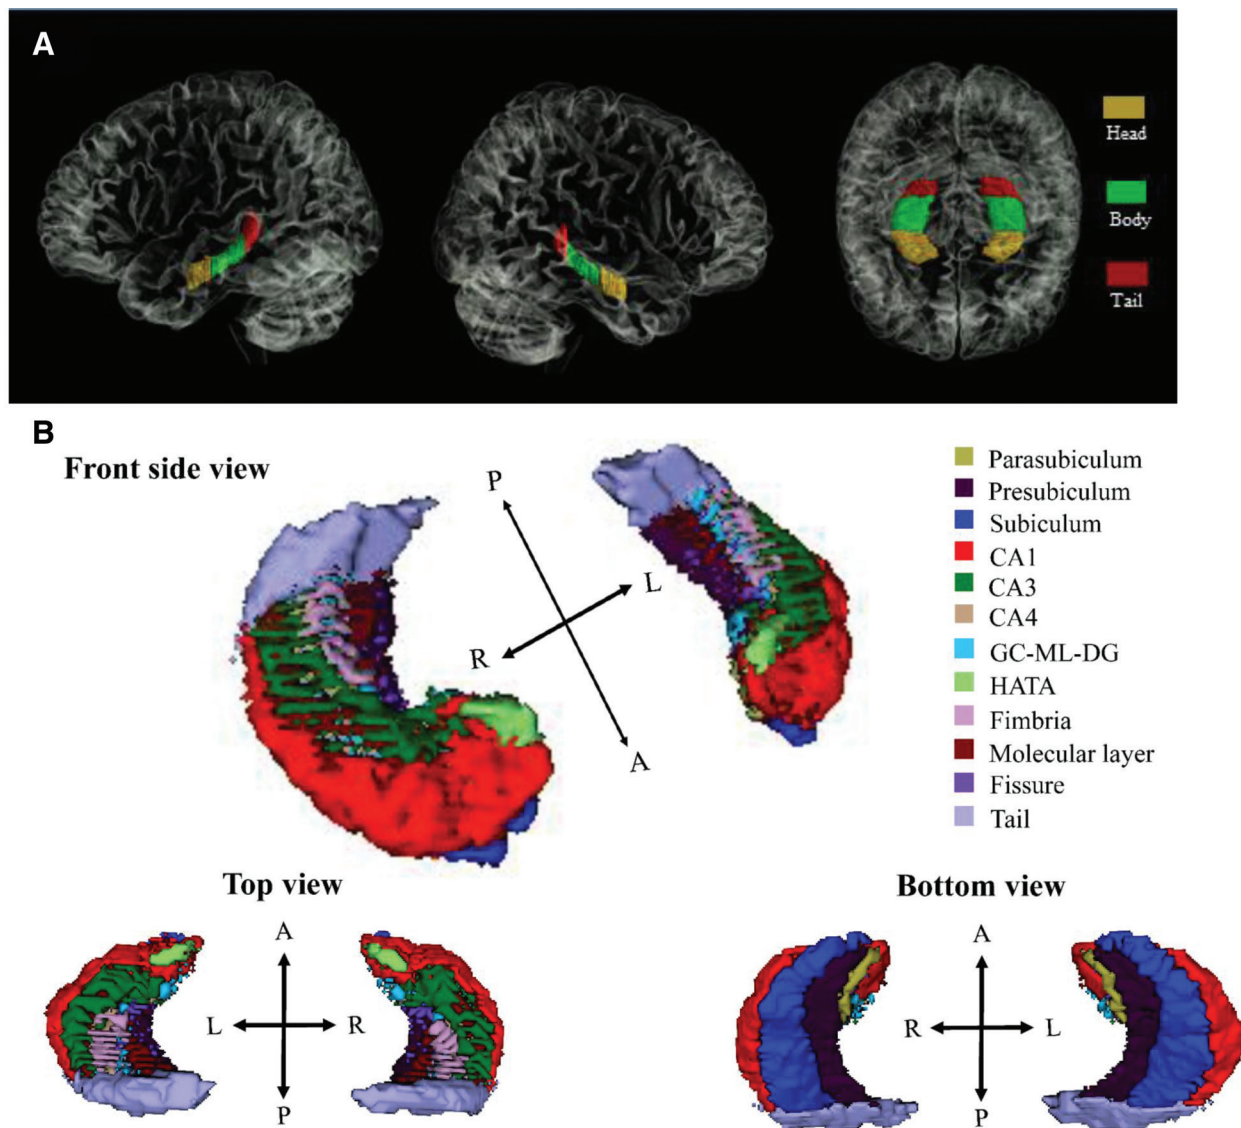 A
Head
Body
Tail
B
Front side view
P
L
R
A
Parasubiculum
Presubiculum
Subiculum
CA1
CA3
CA4
GC-ML-DG
HATA
Fimbria
Molecular layer
Fissure
Tail
Top view
A
L
R
P
Bottom view
A
R
L
P